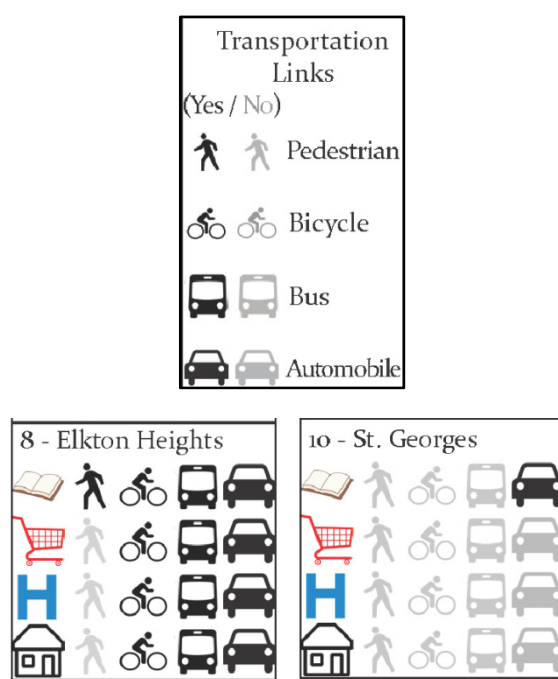 Transportation
Links
(Yes / No)
Pedestrian
Bicycle
Bus
Automobile
8 - Elkton Heights
10 - St. Georges
H
H